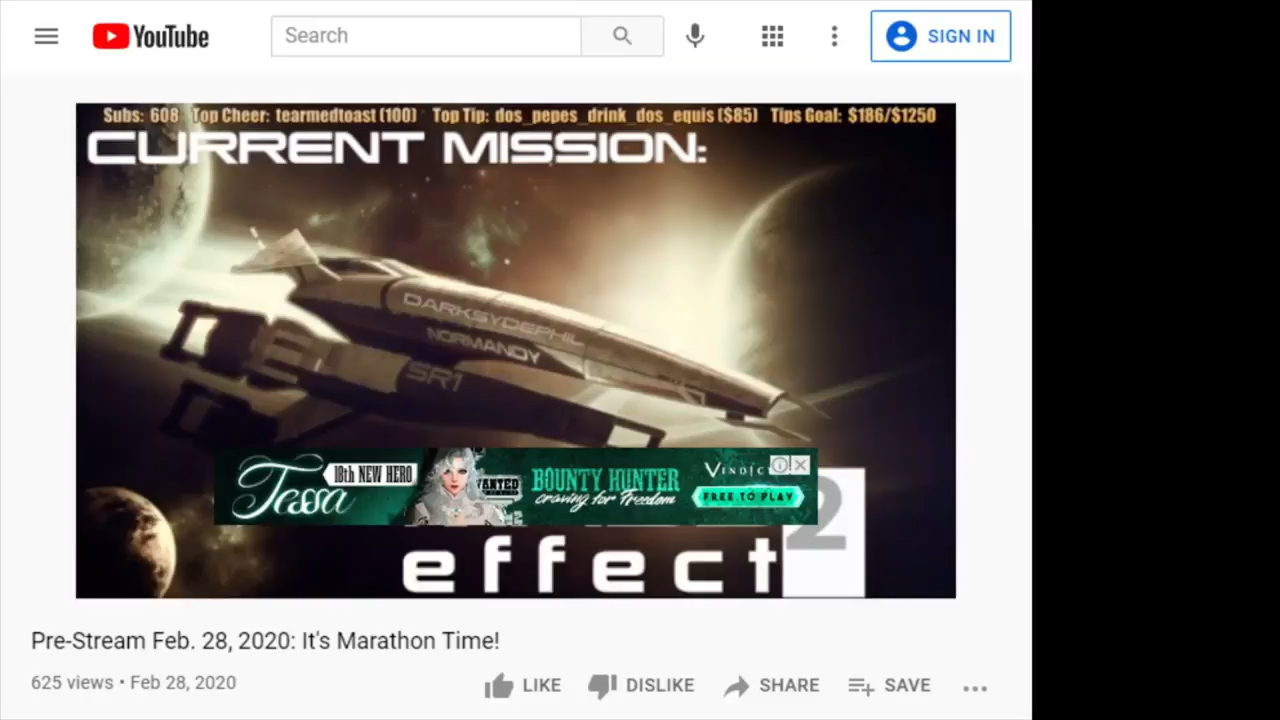 YouTube
Search
SIGN IN
Subs: 608 Top Cheer: tearmedtoast (100) Top Tip: dos_pepes_drink_dos_equis ($85) Tips Goal: $186/$1250
CURRENT MISSION:
DARKSYDEPHIL
NORMANDY
SR1
Tessa
18th NEW HERO
WANTED
BOUNTY HUNTER
craving for Freedom
FREE TO PLAY
2
effect
Pre-Stream Feb. 28, 2020: It's Marathon Time!
625 views • Feb 28, 2020
LIKE
DISLIKE
SHARE
SAVE